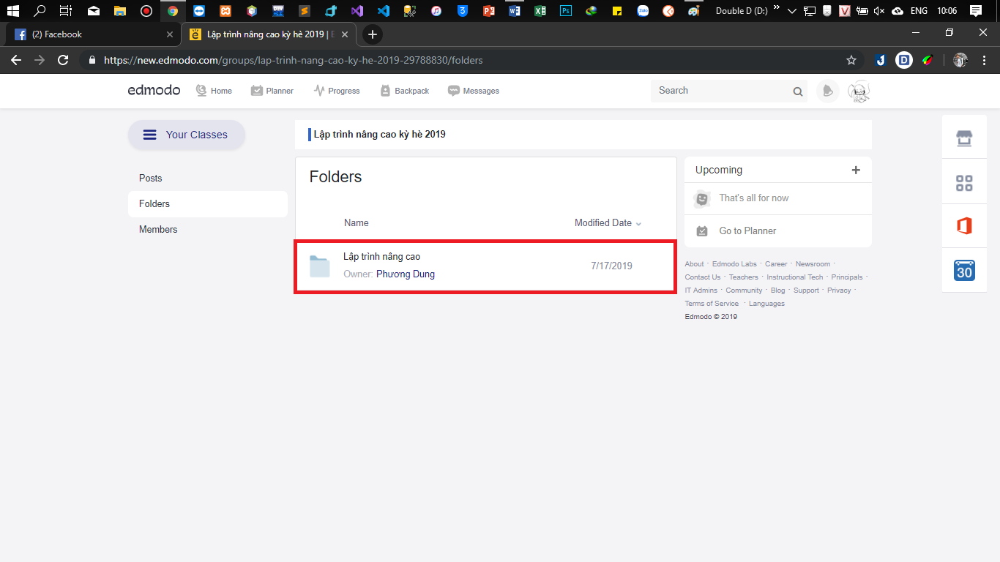 Double D (D:)
ENG
10:06
(2) Facebook
Lập trình nâng cao kỳ hè 2019 | E
https://new.edmodo.com/groups/lap-trinh-nang-cao-ky-he-2019-29788830/folders
edmodo
Home
Planner
Progress
Backpack
Messages
Search
Your Classes
Posts
Folders
Members
Lập trình nâng cao kỳ hè 2019
Folders
Name
Modified Date
Lập trình nâng cao
Owner: Phương Dung
7/17/2019
Upcoming
That's all for now
Go to Planner
About · Edmodo Labs · Career · Newsroom ·
Contact Us · Teachers · Instructional Tech · Principals ·
IT Admins · Community · Blog · Support · Privacy ·
Terms of Service · Languages
Edmodo © 2019
30